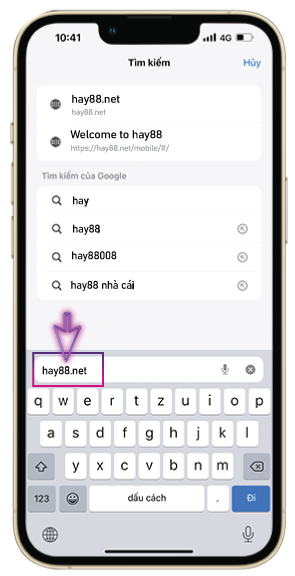 10:41
4G
Tìm kiếm
Hủy
hay88.net
hay88.net
Welcome to hay88
https://hay88.net/mobile/#/
Tìm kiếm của Google
hay
hay88
hay88008
hay88 nhà cái
hay88.net
q w e r t y u i o p
a s d f g h j k l
y x c v b n m
123
dấu cách
.
Đi